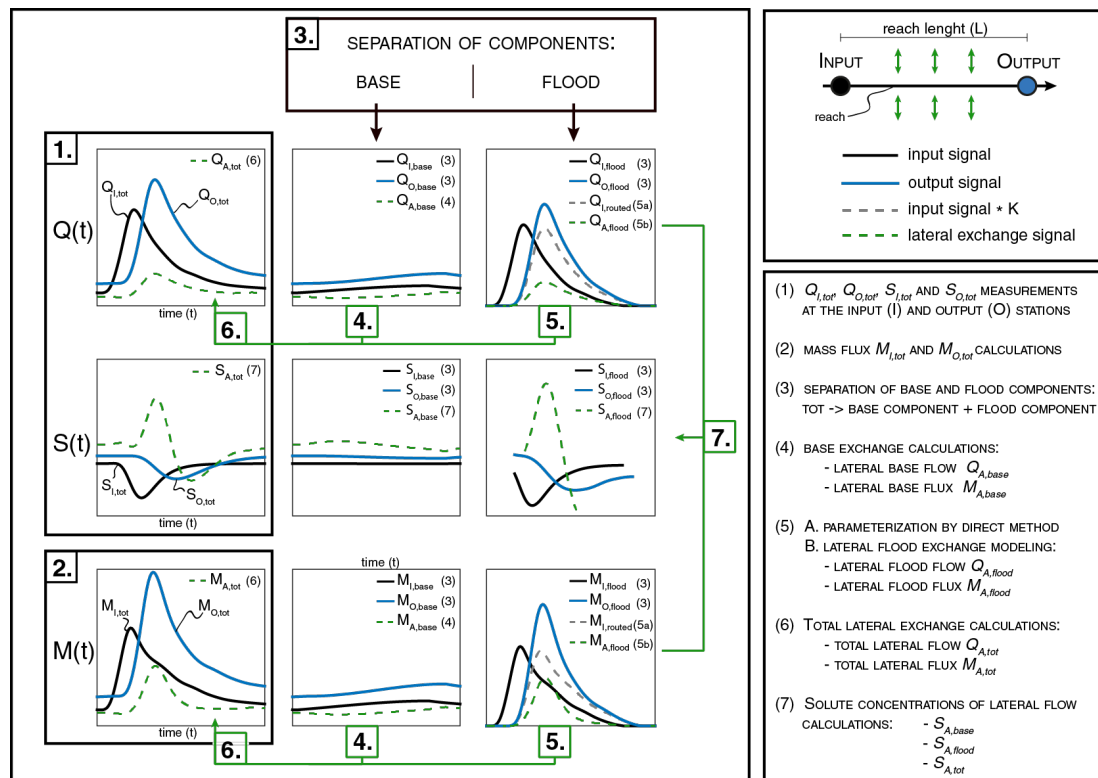 3.
SEPARATION OF COMPONENTS:
BASE
FLOOD
1.
Q(t)
Q_A,tot (6)
Q_I,tot
Q_O,tot
time (t)
Q_I,base (3)
Q_O,base (3)
Q_A,base (4)
Q_I,flood (3)
Q_O,flood (3)
Q_I,routed (5a)
Q_A,flood (5b)
6.
4.
5.
S(t)
S_A,tot (7)
S_I,tot
S_O,tot
time (t)
S_I,base (3)
S_O,base (3)
S_A,base (7)
S_I,flood (3)
S_O,flood (3)
S_A,flood (7)
7.
2.
M(t)
M_A,tot (6)
M_I,tot
M_O,tot
time (t)
M_I,base (3)
M_O,base (3)
M_A,base (4)
M_I,flood (3)
M_O,flood (3)
M_I,routed (5a)
M_A,flood (5b)
6.
4.
5.
reach lenght (L)
INPUT
OUTPUT
reach
input signal
output signal
input signal * K
lateral exchange signal
(1) Q_I,tot, Q_O,tot, S_I,tot AND S_O,tot MEASUREMENTS
AT THE INPUT (I) AND OUTPUT (O) STATIONS
(2) MASS FLUX M_I,tot AND M_O,tot CALCULATIONS
(3) SEPARATION OF BASE AND FLOOD COMPONENTS:
TOT -> BASE COMPONENT + FLOOD COMPONENT
(4) BASE EXCHANGE CALCULATIONS:
- LATERAL BASE FLOW Q_A,base
- LATERAL BASE FLUX M_A,base
(5) A. PARAMETERIZATION BY DIRECT METHOD
B. LATERAL FLOOD EXCHANGE MODELING:
- LATERAL FLOOD FLOW Q_A,flood
- LATERAL FLOOD FLUX M_A,flood
(6) TOTAL LATERAL EXCHANGE CALCULATIONS:
- TOTAL LATERAL FLOW Q_A,tot
- TOTAL LATERAL FLUX M_A,tot
(7) SOLUTE CONCENTRATIONS OF LATERAL FLOW
CALCULATIONS: - S_A,base
- S_A,flood
- S_A,tot